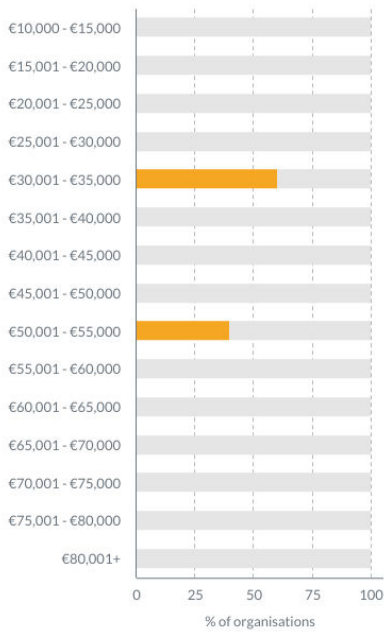 €10,000 - €15,000
€15,001 - €20,000
€20,001 - €25,000
€25,001 - €30,000
€30,001 - €35,000
€35,001 - €40,000
€40,001 - €45,000
€45,001 - €50,000
€50,001 - €55,000
€55,001 - €60,000
€60,001 - €65,000
€65,001 - €70,000
€70,001 - €75,000
€75,001 - €80,000
€80,001+
0 25 50 75 100
% of organisations